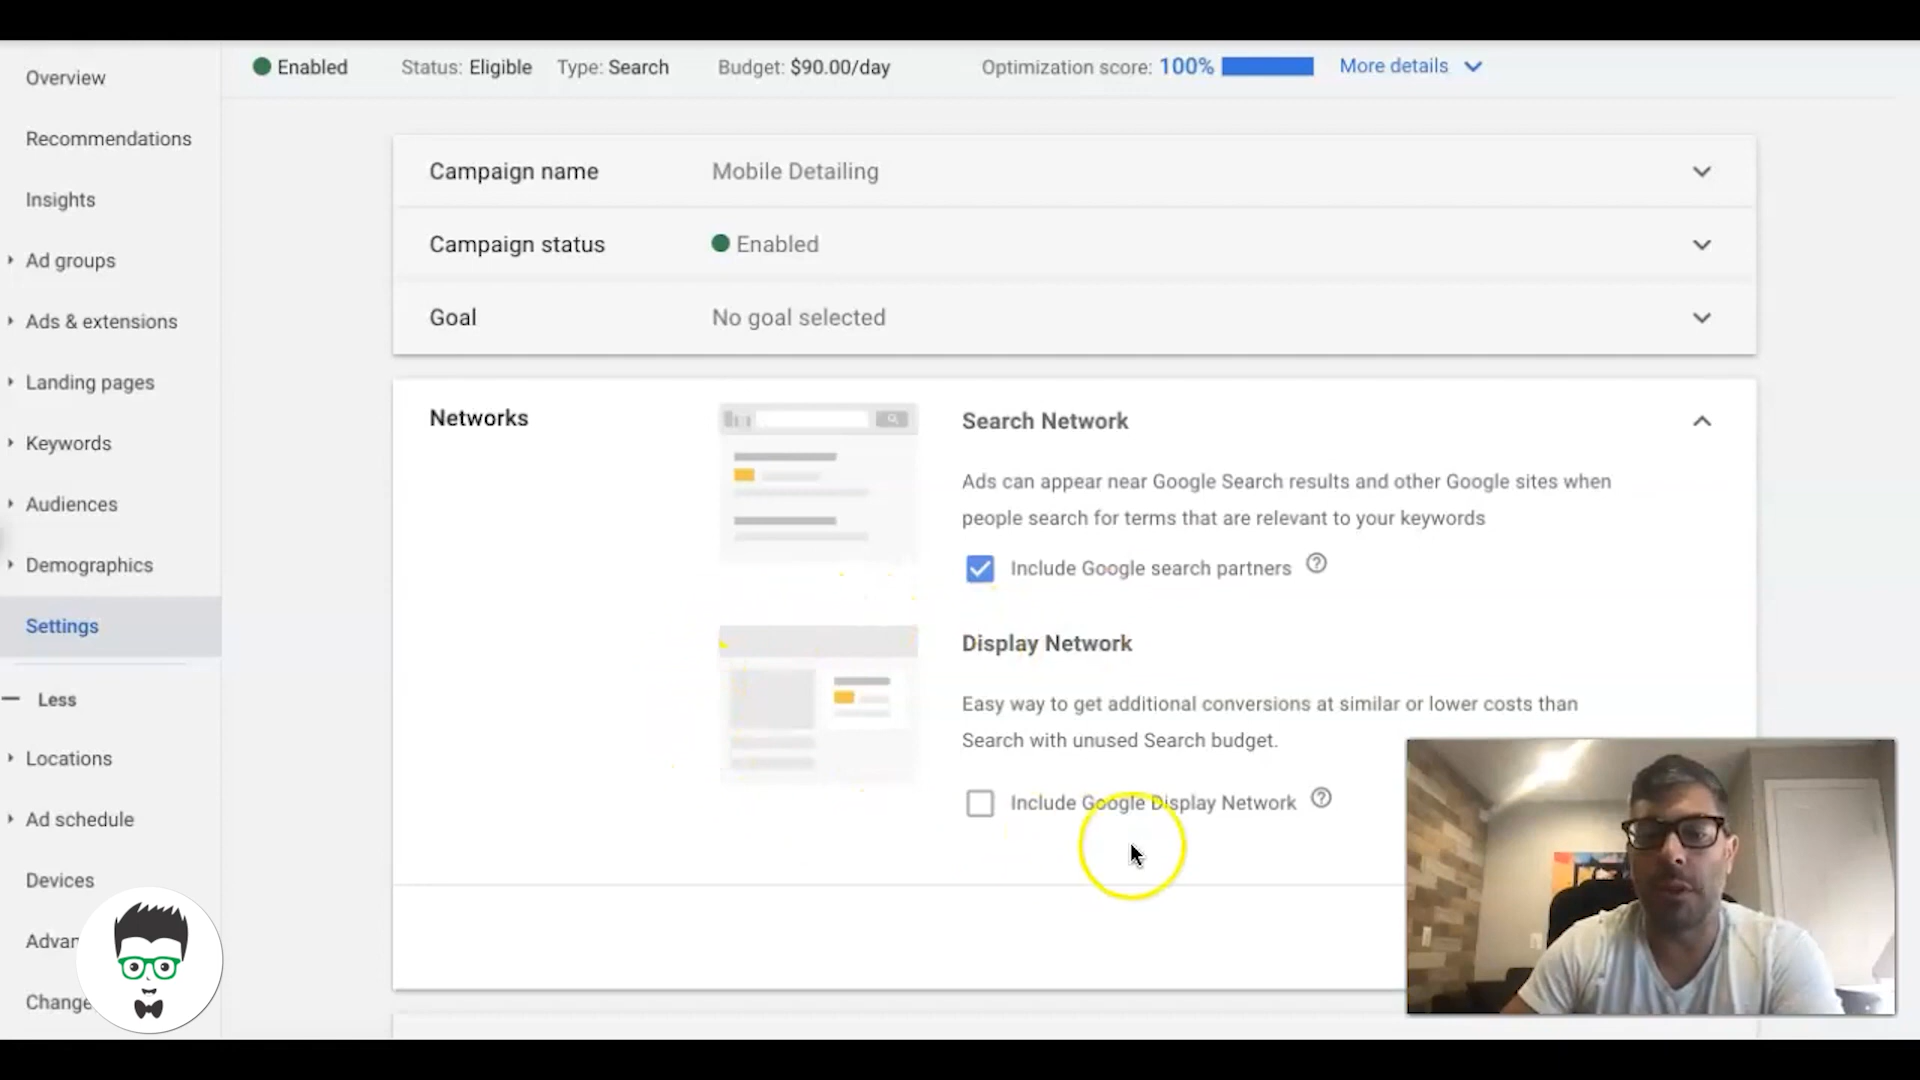 Overview
Recommendations
Insights
Ad groups
Ads & extensions
Landing pages
Keywords
Audiences
Demographics
Settings
Less
Locations
Ad schedule
Devices
Advan
Change
Enabled Status: Eligible Type: Search Budget: $90.00/day Optimization score: 100% More details
Campaign name Mobile Detailing
Campaign status Enabled
Goal No goal selected
Networks
Search Network
Ads can appear near Google Search results and other Google sites when
people search for terms that are relevant to your keywords
Include Google search partners
Display Network
Easy way to get additional conversions at similar or lower costs than
Search with unused Search budget.
Include Google Display Network